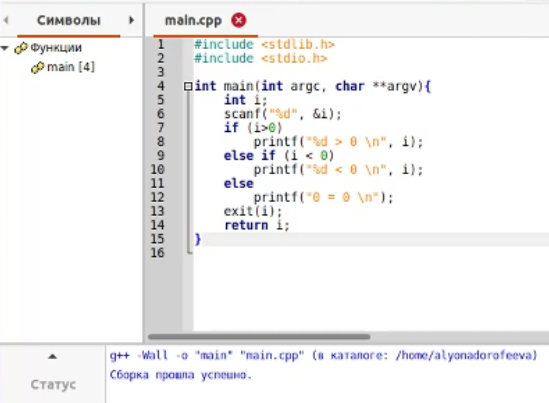 Символы
main.cpp
Функции
main [4]
1 #include <stdlib.h>
2 #include <stdio.h>
3
4 int main(int argc, char **argv){
5 int i;
6 scanf("%d", &i);
7 if (i>0)
8 printf("%d > 0 \n", i);
9 else if (i < 0)
10 printf("%d < 0 \n", i);
11 else
12 printf("0 = 0 \n");
13 exit(i);
14 return i;
15 }
16
Статус
g++ -Wall -o "main" "main.cpp" (в каталоге: /home/alyonadorofeeva)
Сборка прошла успешно.